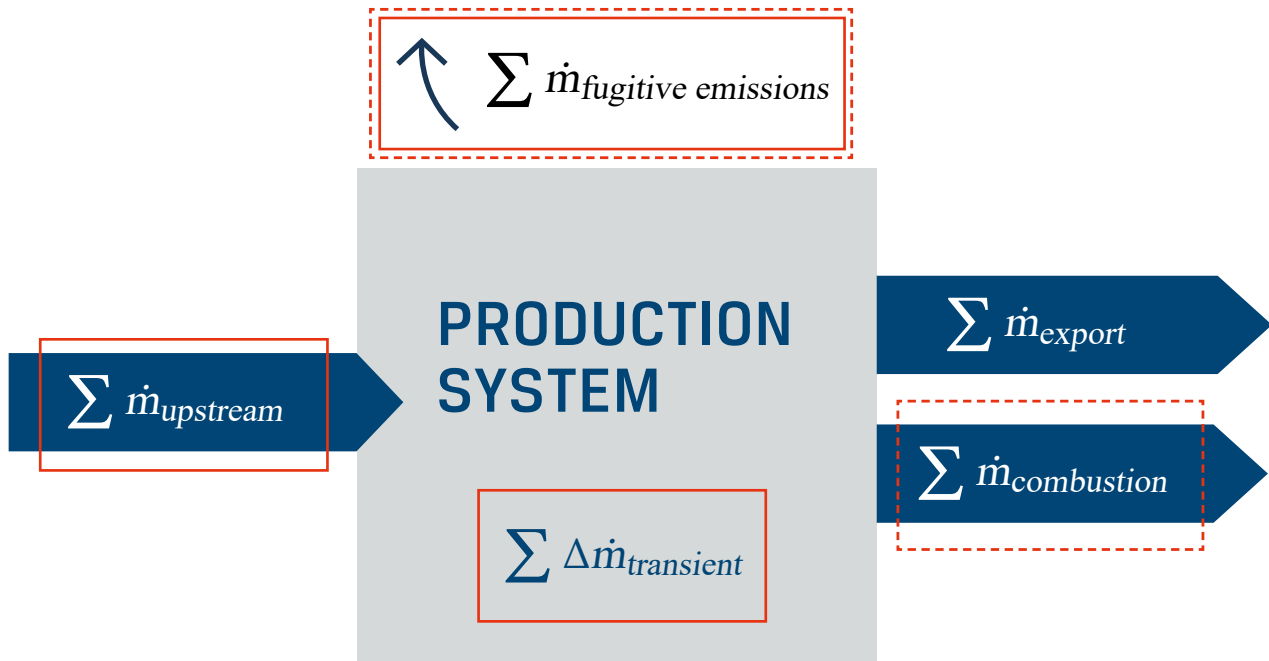 ∑ ṁfugitive emissions
PRODUCTION
SYSTEM
∑ ṁupstream
∑ ṁexport
∑ ṁcombustion
∑ Δṁtransient